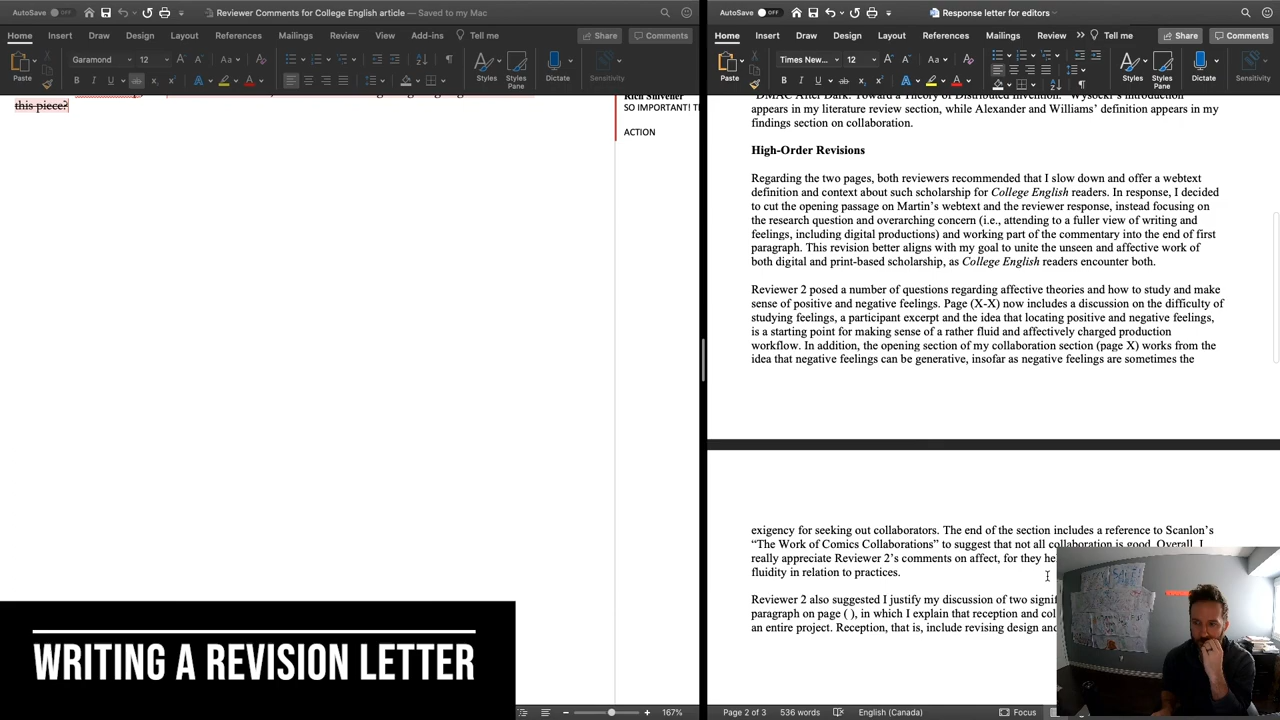 AutoSave OFF
Reviewer Comments for College English article — Saved to my Mac
Home Insert Draw Design Layout References Mailings Review View Add-ins Tell me
Share Comments
Garamond 12
Paste
Styles
Styles Pane
Dictate
Sensitivity
this piece?
SO IMPORTANT! T
ACTION
WRITING A REVISION LETTER
167%
AutoSave OFF
Response letter for editors
Home Insert Draw Design Layout References Mailings Review Tell me
Share Comments
Times New... 12
Paste
Styles
Styles Pane
Dictate
Sensitivity
"DMAC After Dark: Toward a Theory of Distributed Invention." Wysocki's introduction
appears in my literature review section, while Alexander and Williams' definition appears in my
findings section on collaboration.
High-Order Revisions
Regarding the two pages, both reviewers recommended that I slow down and offer a webtext
definition and context about such scholarship for College English readers. In response, I decided
to cut the opening passage on Martin's webtext and the reviewer response, instead focusing on
the research question and overarching concern (i.e., attending to a fuller view of writing and
feelings, including digital productions) and working part of the commentary into the end of first
paragraph. This revision better aligns with my goal to unite the unseen and affective work of
both digital and print-based scholarship, as College English readers encounter both.
Reviewer 2 posed a number of questions regarding affective theories and how to study and make
sense of positive and negative feelings. Page (X-X) now includes a discussion on the difficulty of
studying feelings, a participant excerpt and the idea that locating positive and negative feelings,
is a starting point for making sense of a rather fluid and affectively charged production
workflow. In addition, the opening section of my collaboration section (page X) works from the
idea that negative feelings can be generative, insofar as negative feelings are sometimes the
exigency for seeking out collaborators. The end of the section includes a reference to Scanlon's
“The Work of Comics Collaborations” to suggest that not all collaboration is good. Overall, I
really appreciate Reviewer 2's comments on affect, for they he
fluidity in relation to practices.
Reviewer 2 also suggested I justify my discussion of two signif
paragraph on page ( ), in which I explain that reception and col
an entire project. Reception, that is, include revising design and
Page 2 of 3 536 words English (Canada) Focus